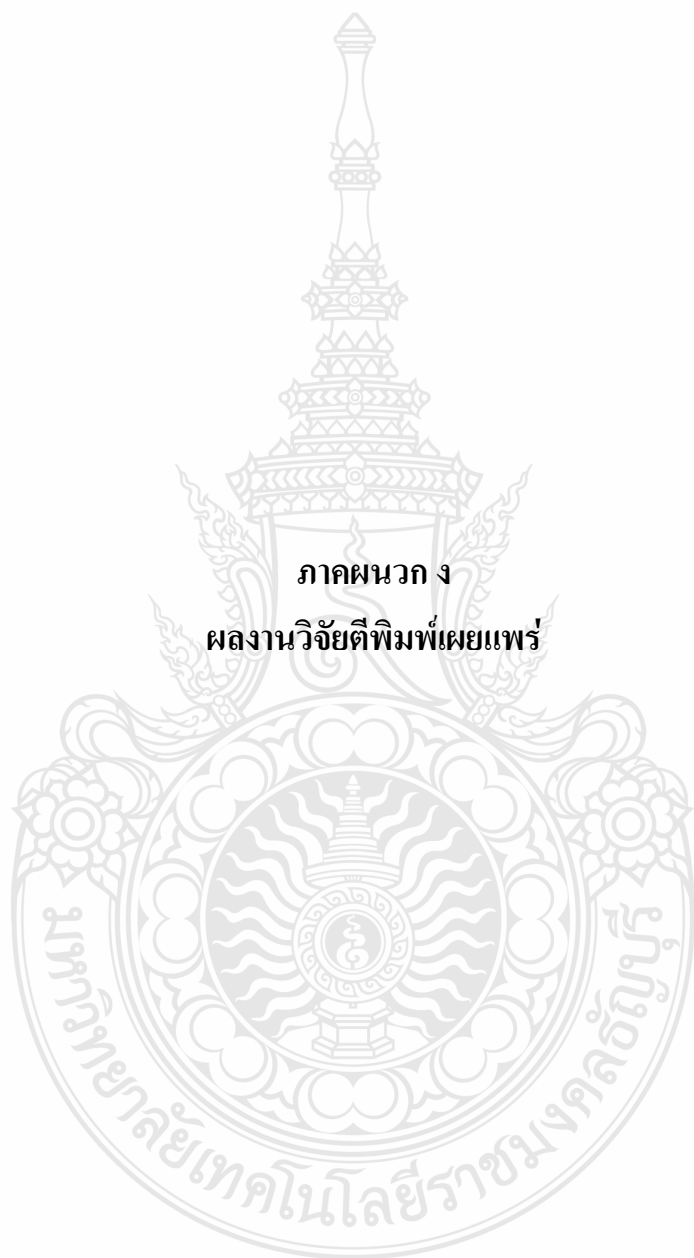 ภาคผนวก ง
ผลงานวิจัยตีพิมพ์เผยแพร่
มหาวิทยาลัยเทคโนโลยีราชมงคลธัญบุรี